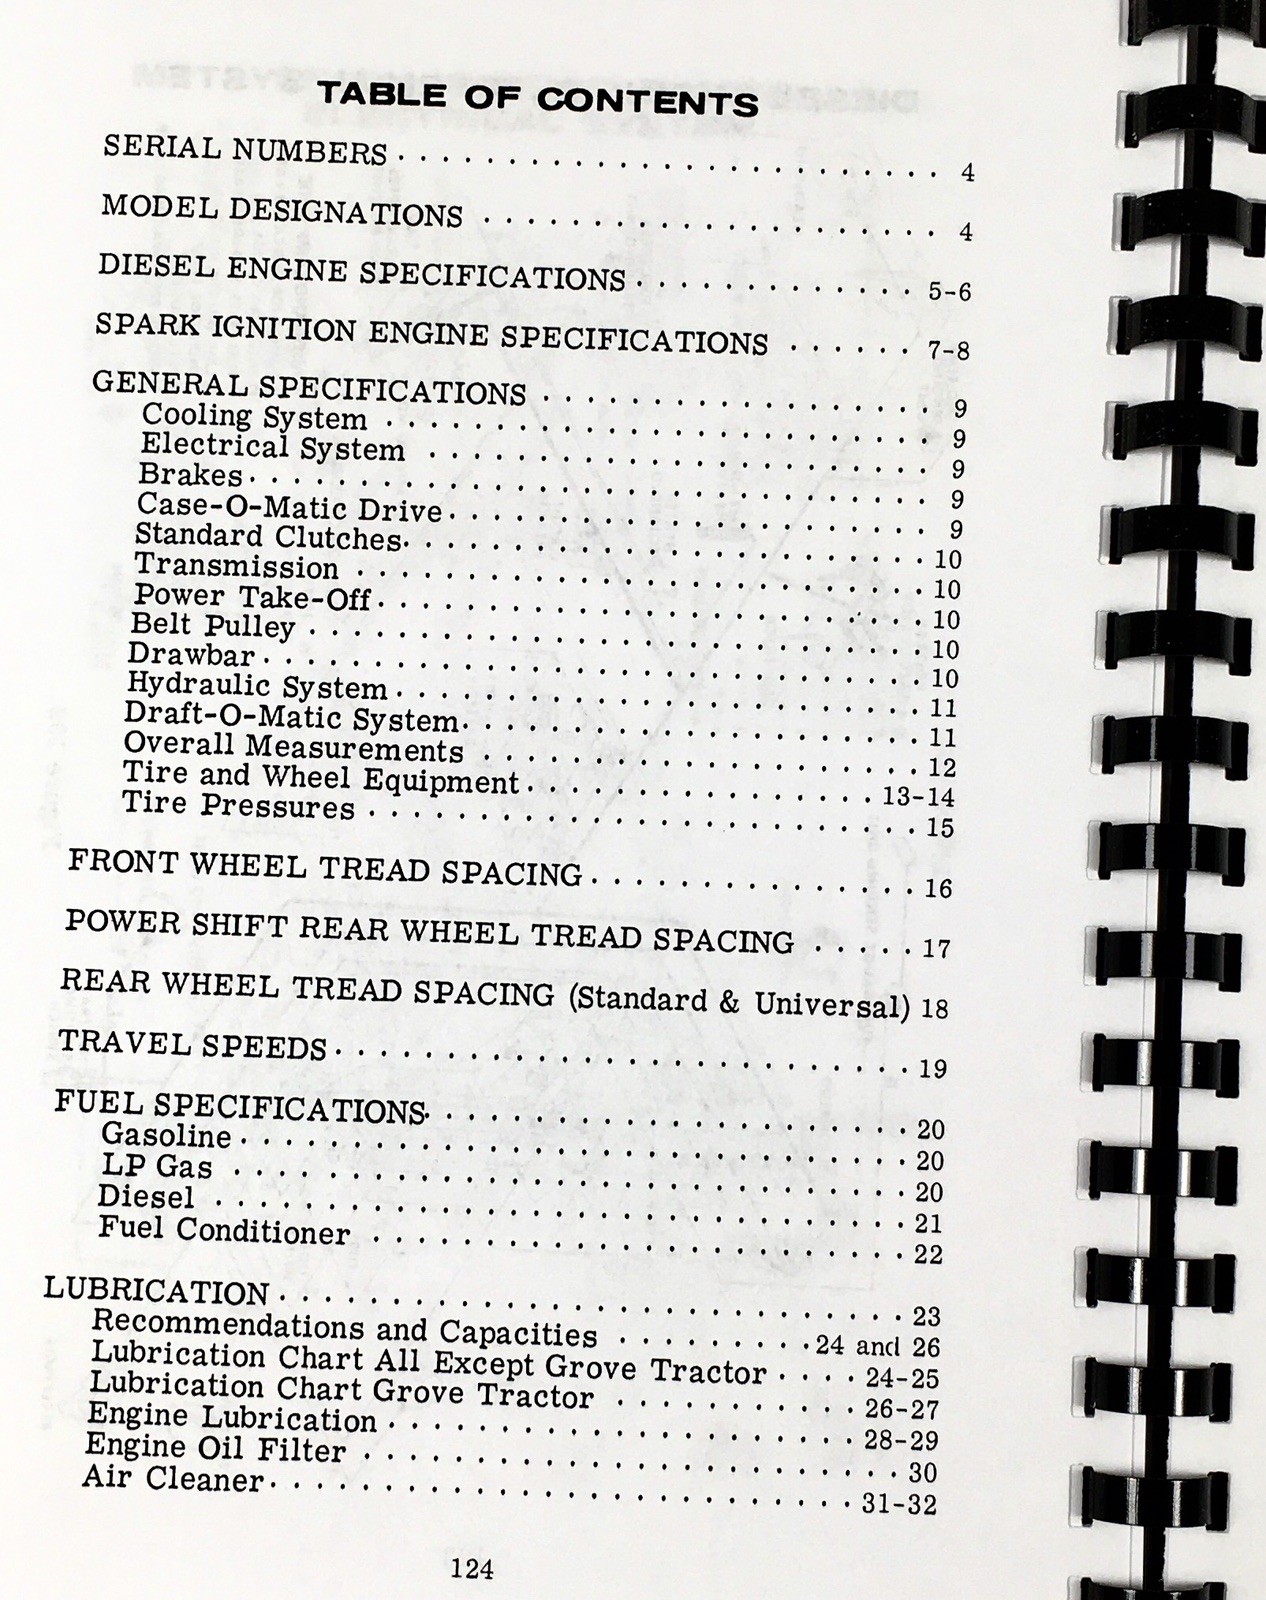 TABLE OF CONTENTS
SERIAL NUMBERS . . . . . . . . . . . . . . . . . . . . . . . . . 4
MODEL DESIGNATIONS . . . . . . . . . . . . . . . . . . . . . 4
DIESEL ENGINE SPECIFICATIONS . . . . . . . . . . . . . 5-6
SPARK IGNITION ENGINE SPECIFICATIONS . . . . . . 7-8
GENERAL SPECIFICATIONS . . . . . . . . . . . . . . . . . . 9
Cooling System . . . . . . . . . . . . . . . . . . . . . . . . . 9
Electrical System . . . . . . . . . . . . . . . . . . . . . . . 9
Brakes . . . . . . . . . . . . . . . . . . . . . . . . . . . . . . . 9
Case-O-Matic Drive . . . . . . . . . . . . . . . . . . . . . . 9
Standard Clutches . . . . . . . . . . . . . . . . . . . . . . . . 10
Transmission . . . . . . . . . . . . . . . . . . . . . . . . . . 10
Power Take-Off . . . . . . . . . . . . . . . . . . . . . . . . . 10
Belt Pulley . . . . . . . . . . . . . . . . . . . . . . . . . . . . 10
Drawbar . . . . . . . . . . . . . . . . . . . . . . . . . . . . . . 10
Hydraulic System . . . . . . . . . . . . . . . . . . . . . . . . 11
Draft-O-Matic System . . . . . . . . . . . . . . . . . . . . . 11
Overall Measurements . . . . . . . . . . . . . . . . . . . . 12
Tire and Wheel Equipment . . . . . . . . . . . . . . . . 13-14
Tire Pressures . . . . . . . . . . . . . . . . . . . . . . . . . 15
FRONT WHEEL TREAD SPACING . . . . . . . . . . . . . . . 16
POWER SHIFT REAR WHEEL TREAD SPACING . . . . . 17
REAR WHEEL TREAD SPACING (Standard & Universal) 18
TRAVEL SPEEDS . . . . . . . . . . . . . . . . . . . . . . . . . . 19
FUEL SPECIFICATIONS . . . . . . . . . . . . . . . . . . . . . . 20
Gasoline . . . . . . . . . . . . . . . . . . . . . . . . . . . . . . 20
LP Gas . . . . . . . . . . . . . . . . . . . . . . . . . . . . . . 20
Diesel . . . . . . . . . . . . . . . . . . . . . . . . . . . . . . . 21
Fuel Conditioner . . . . . . . . . . . . . . . . . . . . . . . . 22
LUBRICATION . . . . . . . . . . . . . . . . . . . . . . . . . . . . 23
Recommendations and Capacities . . . . . . . . . 24 and 26
Lubrication Chart All Except Grove Tractor . . . . 24-25
Lubrication Chart Grove Tractor . . . . . . . . . . . 26-27
Engine Lubrication . . . . . . . . . . . . . . . . . . . . . 28-29
Engine Oil Filter . . . . . . . . . . . . . . . . . . . . . . . . 30
Air Cleaner . . . . . . . . . . . . . . . . . . . . . . . . . . 31-32
124